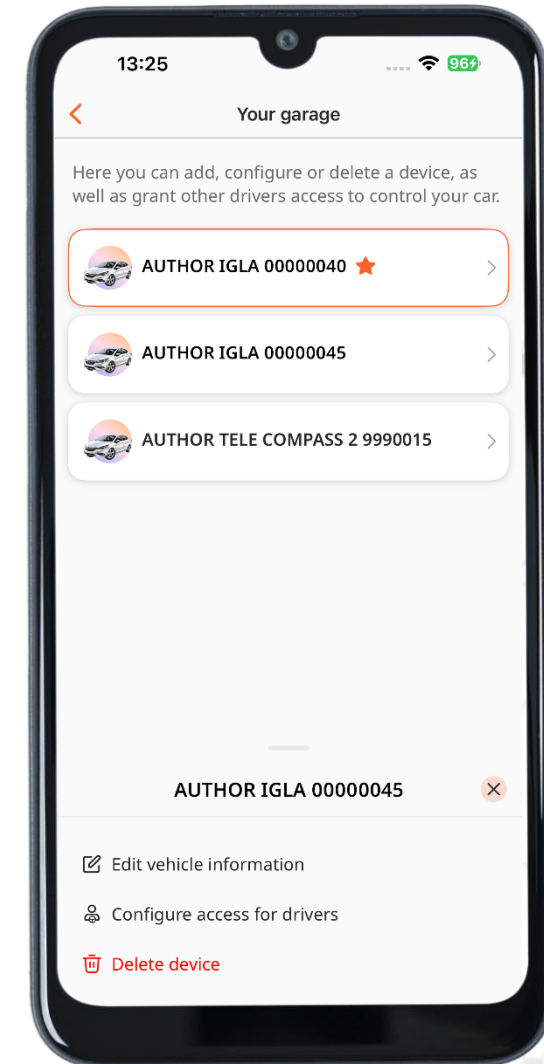 13:25
96
Your garage
Here you can add, configure or delete a device, as
well as grant other drivers access to control your car.
AUTHOR IGLA 00000040
AUTHOR IGLA 00000045
AUTHOR TELE COMPASS 2 9990015
AUTHOR IGLA 00000045
Edit vehicle information
Configure access for drivers
Delete device